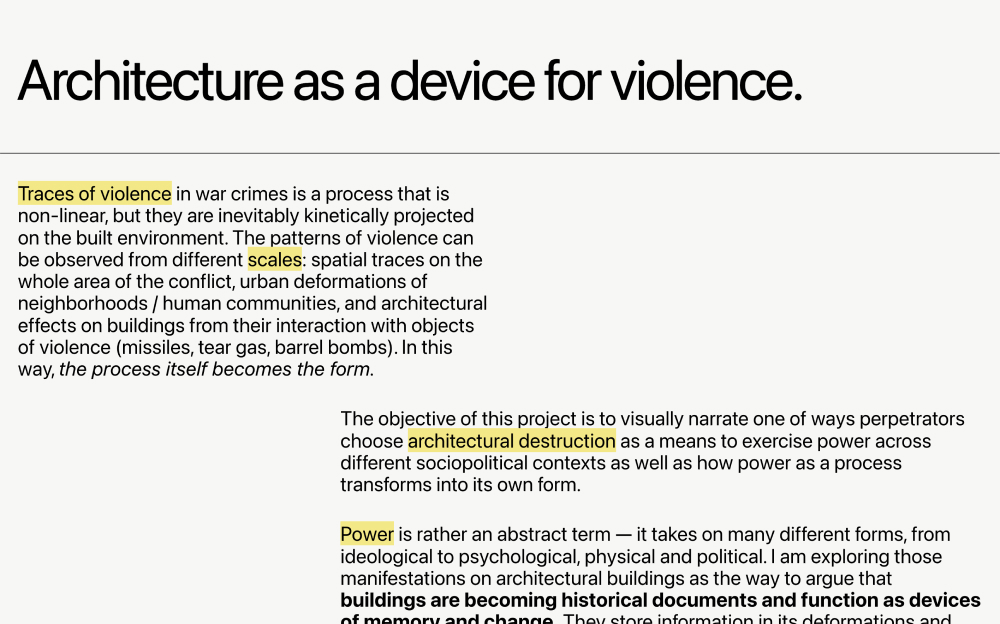 Architecture as a device for violence.
Traces of violence in war crimes is a process that is
non-linear, but they are inevitably kinetically projected
on the built environment. The patterns of violence can
be observed from different scales: spatial traces on the
whole area of the conflict, urban deformations of
neighborhoods / human communities, and architectural
effects on buildings from their interaction with objects
of violence (missiles, tear gas, barrel bombs). In this
way, the process itself becomes the form.
The objective of this project is to visually narrate one of ways perpetrators
choose architectural destruction as a means to exercise power across
different sociopolitical contexts as well as how power as a process
transforms into its own form.
Power is rather an abstract term — it takes on many different forms, from
ideological to psychological, physical and political. I am exploring those
manifestations on architectural buildings as the way to argue that
buildings are becoming historical documents and function as devices
of memory and change. They store information in its deformations and